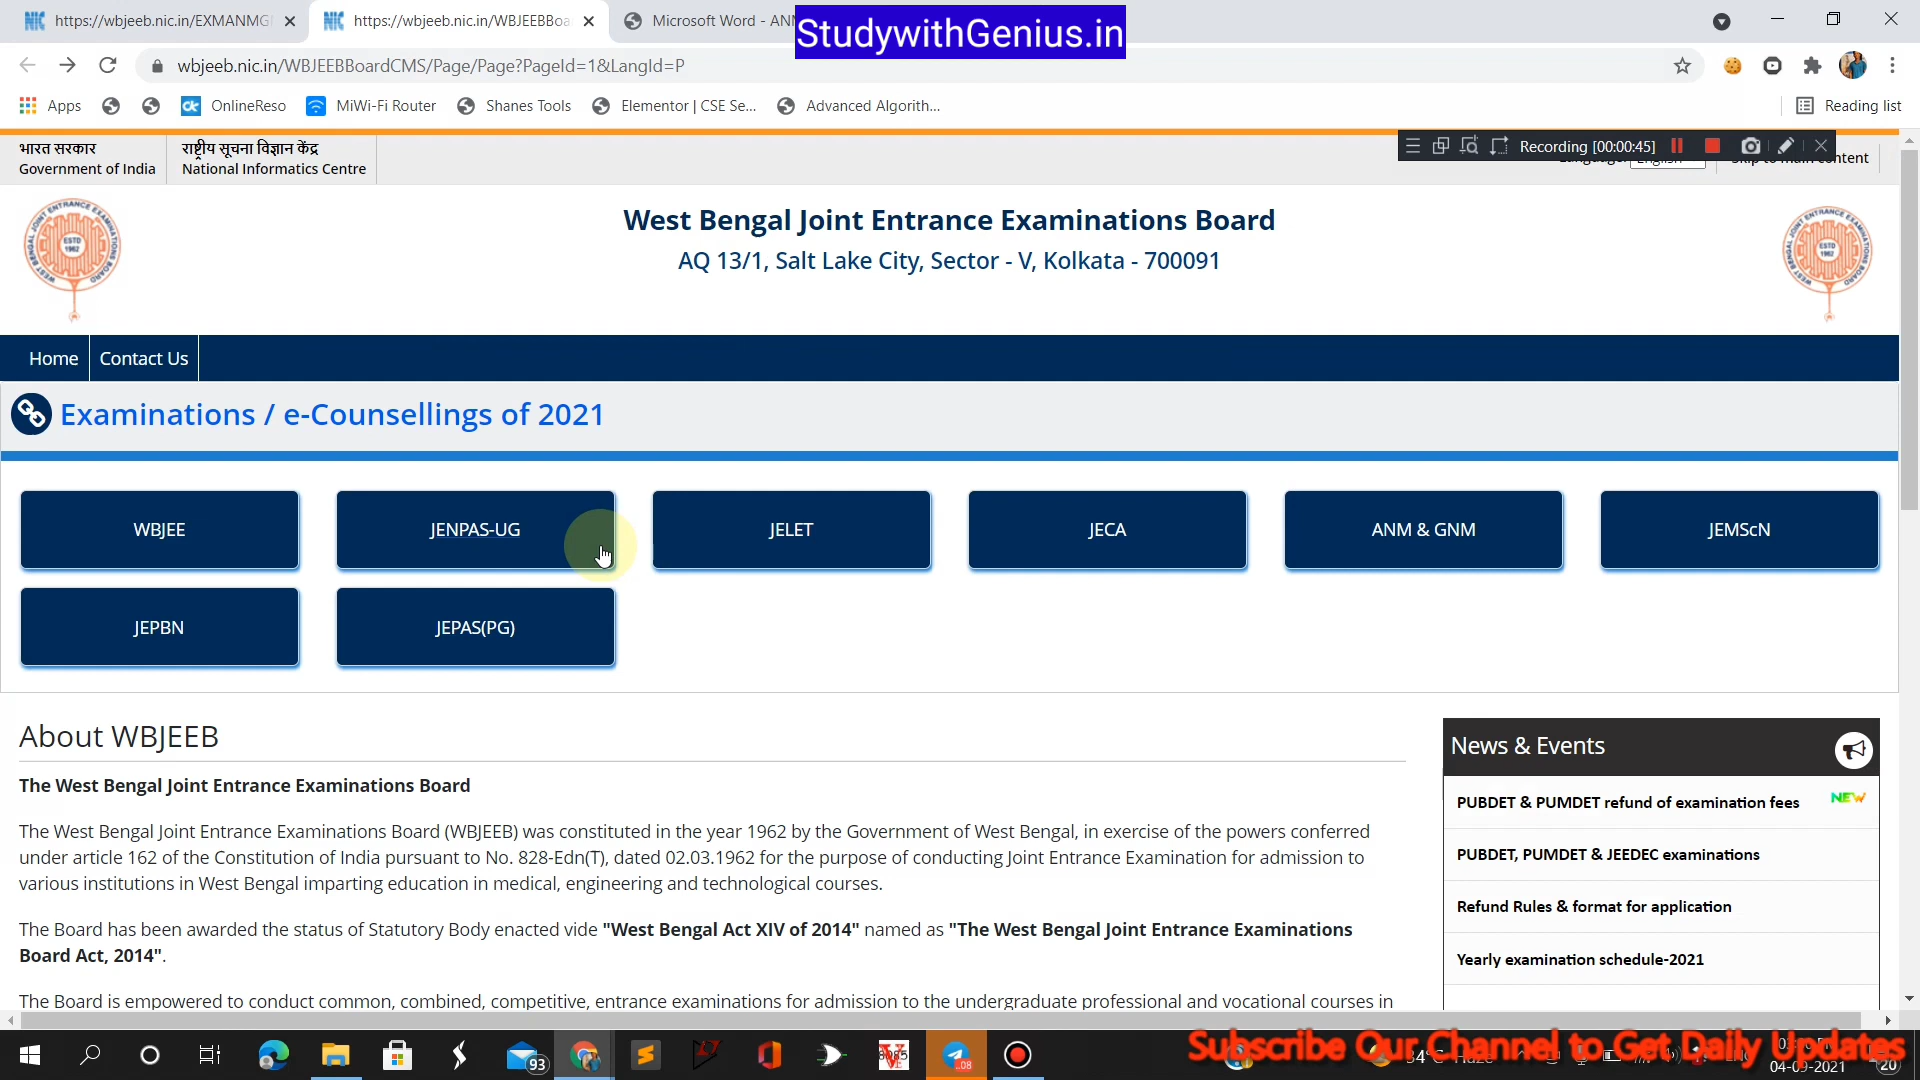 https://wbjeeb.nic.in/EXMANMG
https://wbjeeb.nic.in/WBJEEBBoa
Microsoft Word - ANM
StudywithGenius.in
wbjeeb.nic.in/WBJEEBBoardCMS/Page/Page?PageId=1&LangId=P
Apps
OnlineReso
MiWi-Fi Router
Shanes Tools
Elementor | CSE Se...
Advanced Algorith...
Reading list
भारत सरकार
Government of India
राष्ट्रीय सूचना विज्ञान केंद्र
National Informatics Centre
Recording [00:00:45]
West Bengal Joint Entrance Examinations Board
AQ 13/1, Salt Lake City, Sector - V, Kolkata - 700091
Home
Contact Us
Examinations / e-Counsellings of 2021
WBJEE
JENPAS-UG
JELET
JECA
ANM & GNM
JEMScN
JEPBN
JEPAS(PG)
About WBJEEB
The West Bengal Joint Entrance Examinations Board
The West Bengal Joint Entrance Examinations Board (WBJEEB) was constituted in the year 1962 by the Government of West Bengal, in exercise of the powers conferred
under article 162 of the Constitution of India pursuant to No. 828-Edn(T), dated 02.03.1962 for the purpose of conducting Joint Entrance Examination for admission to
various institutions in West Bengal imparting education in medical, engineering and technological courses.
The Board has been awarded the status of Statutory Body enacted vide "West Bengal Act XIV of 2014" named as "The West Bengal Joint Entrance Examinations
Board Act, 2014".
The Board is empowered to conduct common, combined, competitive, entrance examinations for admission to the undergraduate professional and vocational courses in
News & Events
PUBDET & PUMDET refund of examination fees
NEW
PUBDET, PUMDET & JEEDEC examinations
Refund Rules & format for application
Yearly examination schedule-2021
93
Subscribe Our Channel to Get Daily Updates
04-09-2021
20